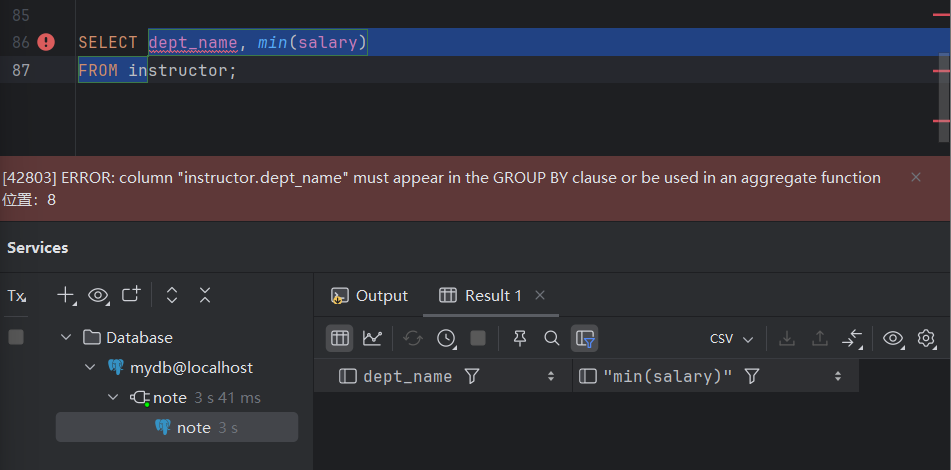 85
86 SELECT dept_name, min(salary)
87 FROM instructor;
[42803] ERROR: column "instructor.dept_name" must appear in the GROUP BY clause or be used in an aggregate function
位置：8
Services
Tx
Output
Result 1
Database
mydb@localhost
note 3 s 41 ms
note 3 s
CSV
dept_name
"min(salary)"